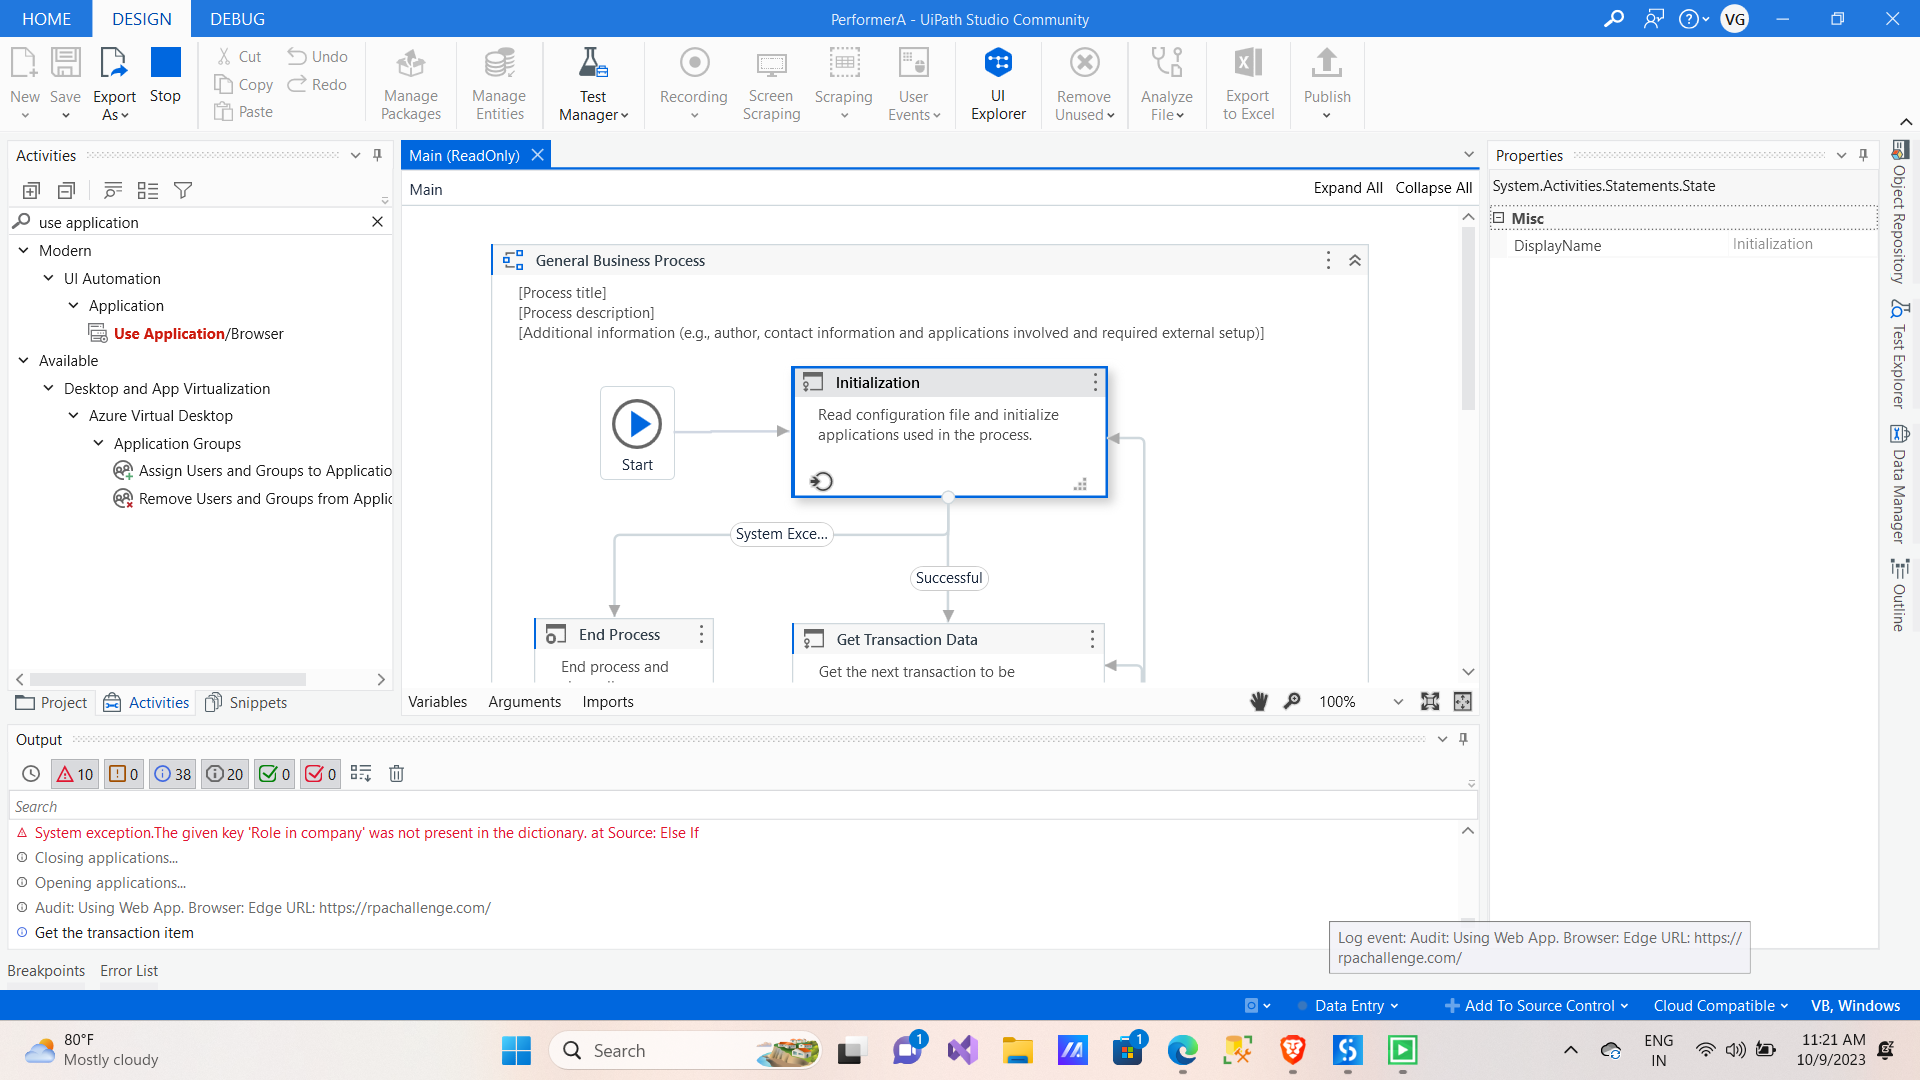 HOME DESIGN DEBUG
PerformerA - UiPath Studio Community
VG
New Save Export As Stop
Cut Undo
Copy Redo
Paste
Manage Packages
Manage Entities
Test Manager
Recording
Screen Scraping
Scraping
User Events
UI Explorer
Remove Unused
Analyze File
Export to Excel
Publish
Activities
use application
Modern
UI Automation
Application
Use Application/Browser
Available
Desktop and App Virtualization
Azure Virtual Desktop
Application Groups
Assign Users and Groups to Applicatio
Remove Users and Groups from Applic
Project Activities Snippets
Main (ReadOnly)
Main
Expand All Collapse All
General Business Process
[Process title]
[Process description]
[Additional information (e.g., author, contact information and applications involved and required external setup)]
Start
Initialization
Read configuration file and initialize
applications used in the process.
System Exce...
Successful
End Process
End process and
Get Transaction Data
Get the next transaction to be
Variables Arguments Imports
100%
Properties
System.Activities.Statements.State
Misc
DisplayName Initialization
Object Repository
Test Explorer
Data Manager
Outline
Output
10 0 38 20 0 0
Search
System exception.The given key 'Role in company' was not present in the dictionary. at Source: Else If
Closing applications...
Opening applications...
Audit: Using Web App. Browser: Edge URL: https://rpachallenge.com/
Get the transaction item
Log event: Audit: Using Web App. Browser: Edge URL: https://
rpachallenge.com/
Breakpoints Error List
Data Entry Add To Source Control Cloud Compatible VB, Windows
80°F
Mostly cloudy
Search
1
1
ENG
IN
11:21 AM
10/9/2023